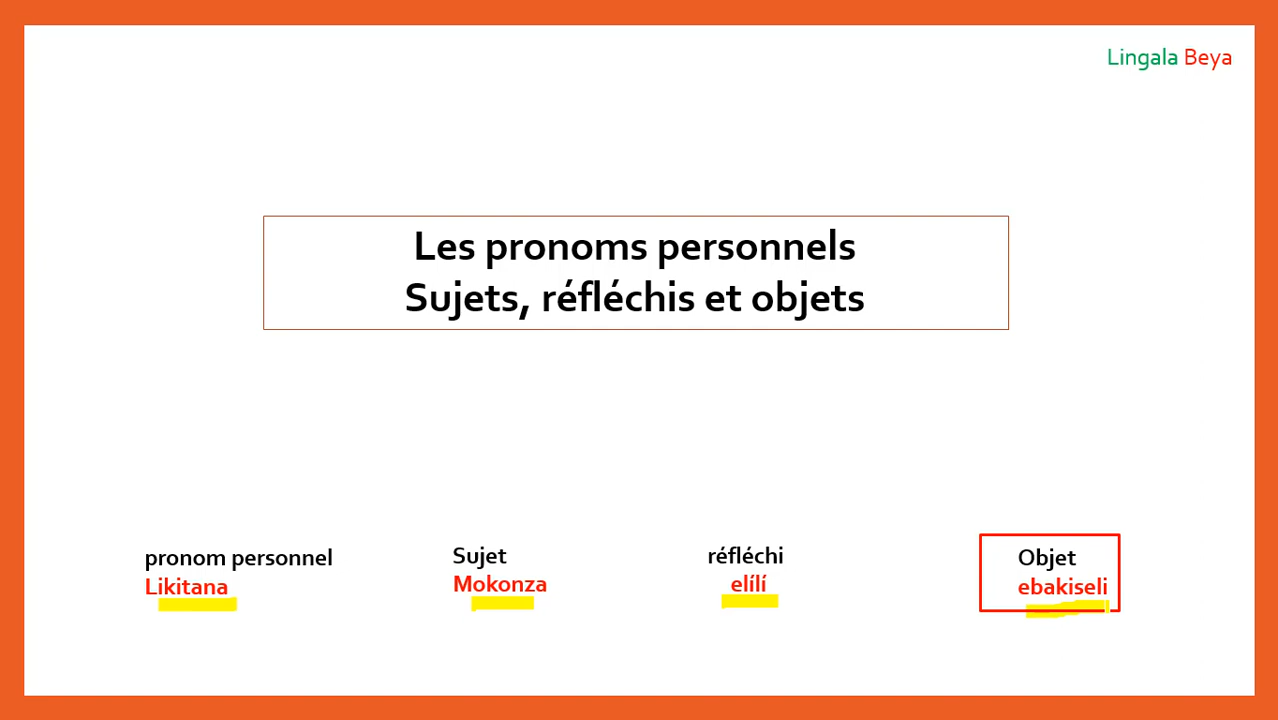 Lingala Beya
Les pronoms personnels
Sujets, réfléchis et objets
pronom personnel
Likitana
Sujet
Mokonza
réfléchi
elílí
Objet
ebakiseli